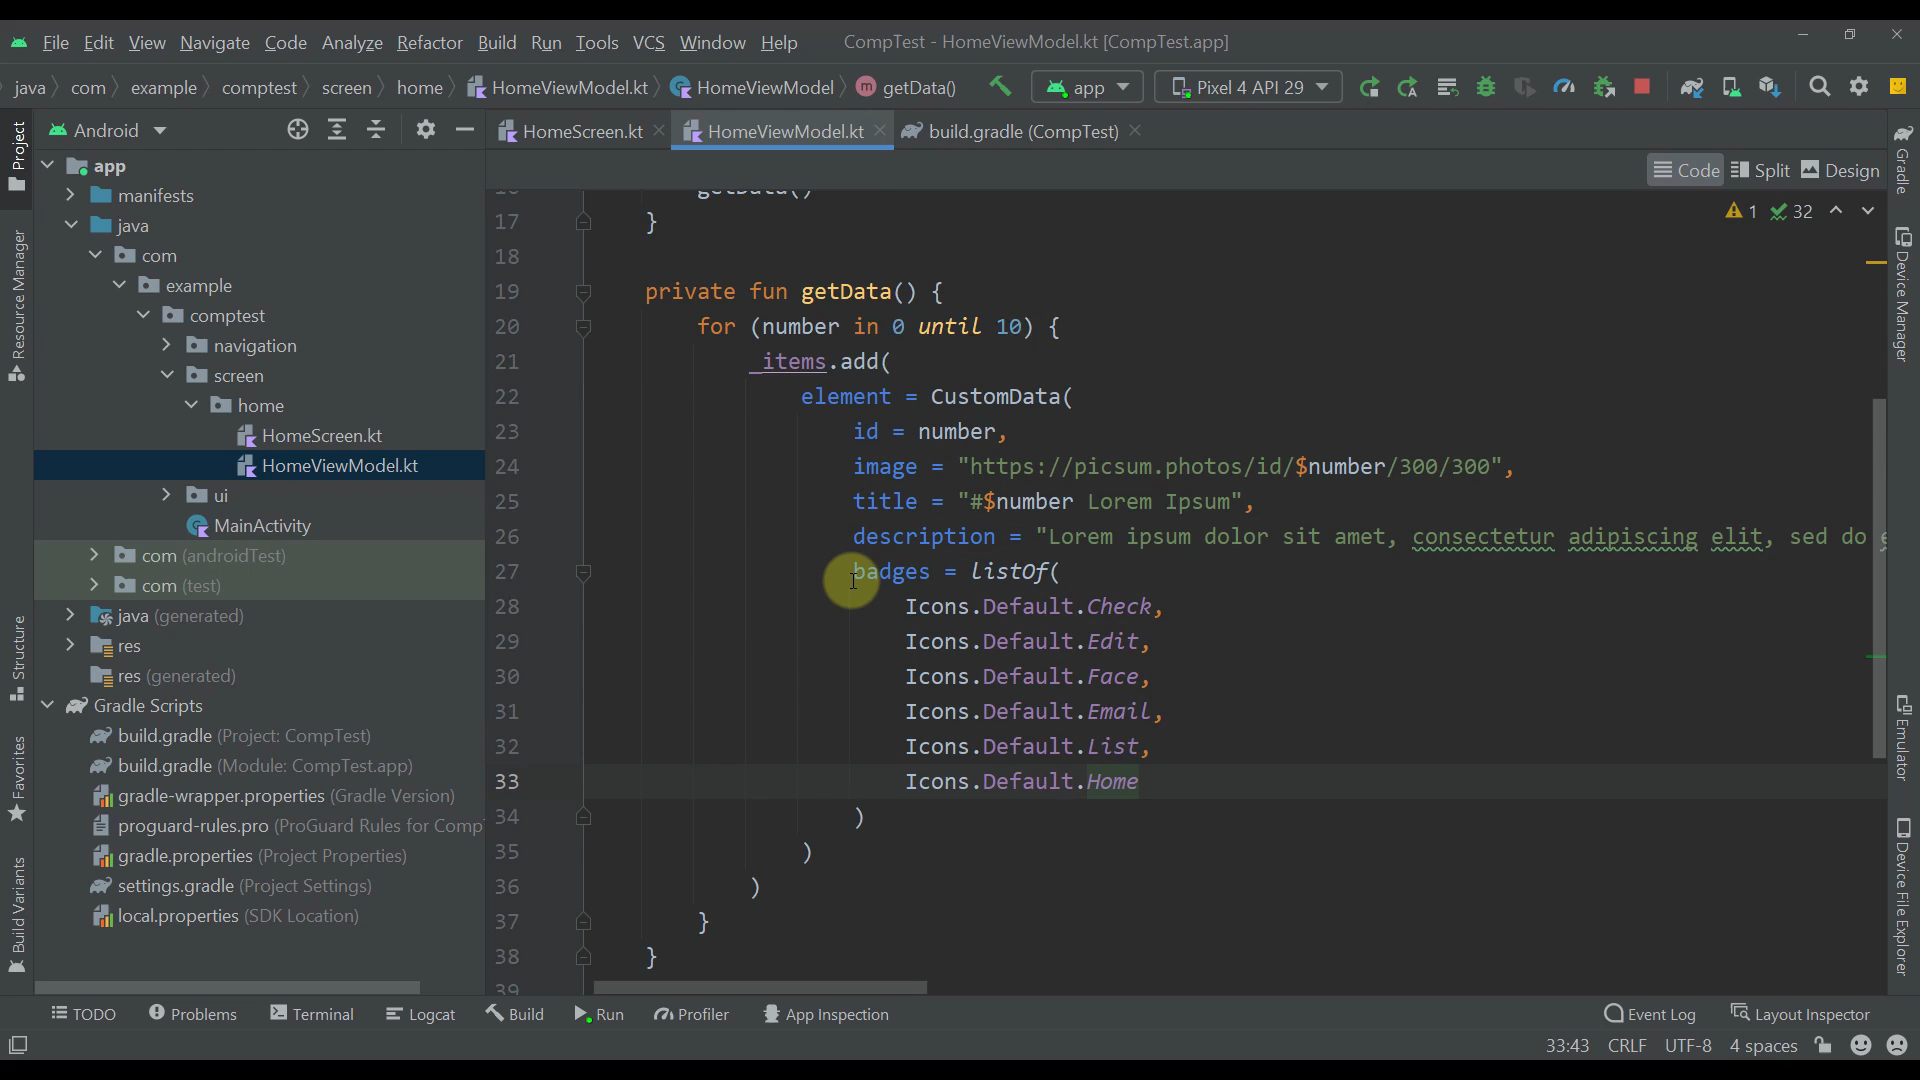 File Edit View Navigate Code Analyze Refactor Build Run Tools VCS Window Help CompTest - HomeViewModel.kt [CompTest.app]
java com example comptest screen home HomeViewModel.kt HomeViewModel getData() app Pixel 4 API 29
Android
HomeScreen.kt HomeViewModel.kt build.gradle (CompTest)
Code Split Design
1 32
Project
Resource Manager
Structure
Favorites
Build Variants
app
manifests
java
com
example
comptest
navigation
screen
home
HomeScreen.kt
HomeViewModel.kt
ui
MainActivity
com (androidTest)
com (test)
java (generated)
res
res (generated)
Gradle Scripts
build.gradle (Project: CompTest)
build.gradle (Module: CompTest.app)
gradle-wrapper.properties (Gradle Version)
proguard-rules.pro (ProGuard Rules for Comp
gradle.properties (Project Properties)
settings.gradle (Project Settings)
local.properties (SDK Location)
16 getData()
17 }
18
19 private fun getData() {
20 for (number in 0 until 10) {
21 _items.add(
22 element = CustomData(
23 id = number,
24 image = "https://picsum.photos/id/$number/300/300",
25 title = "#$number Lorem Ipsum",
26 description = "Lorem ipsum dolor sit amet, consectetur adipiscing elit, sed do e
27 badges = listOf(
28 Icons.Default.Check,
29 Icons.Default.Edit,
30 Icons.Default.Face,
31 Icons.Default.Email,
32 Icons.Default.List,
33 Icons.Default.Home
34 )
35 )
36 )
37 }
38 }
39
Gradle
Device Manager
Emulator
Device File Explorer
TODO Problems Terminal Logcat Build Run Profiler App Inspection Event Log Layout Inspector
33:43 CRLF UTF-8 4 spaces